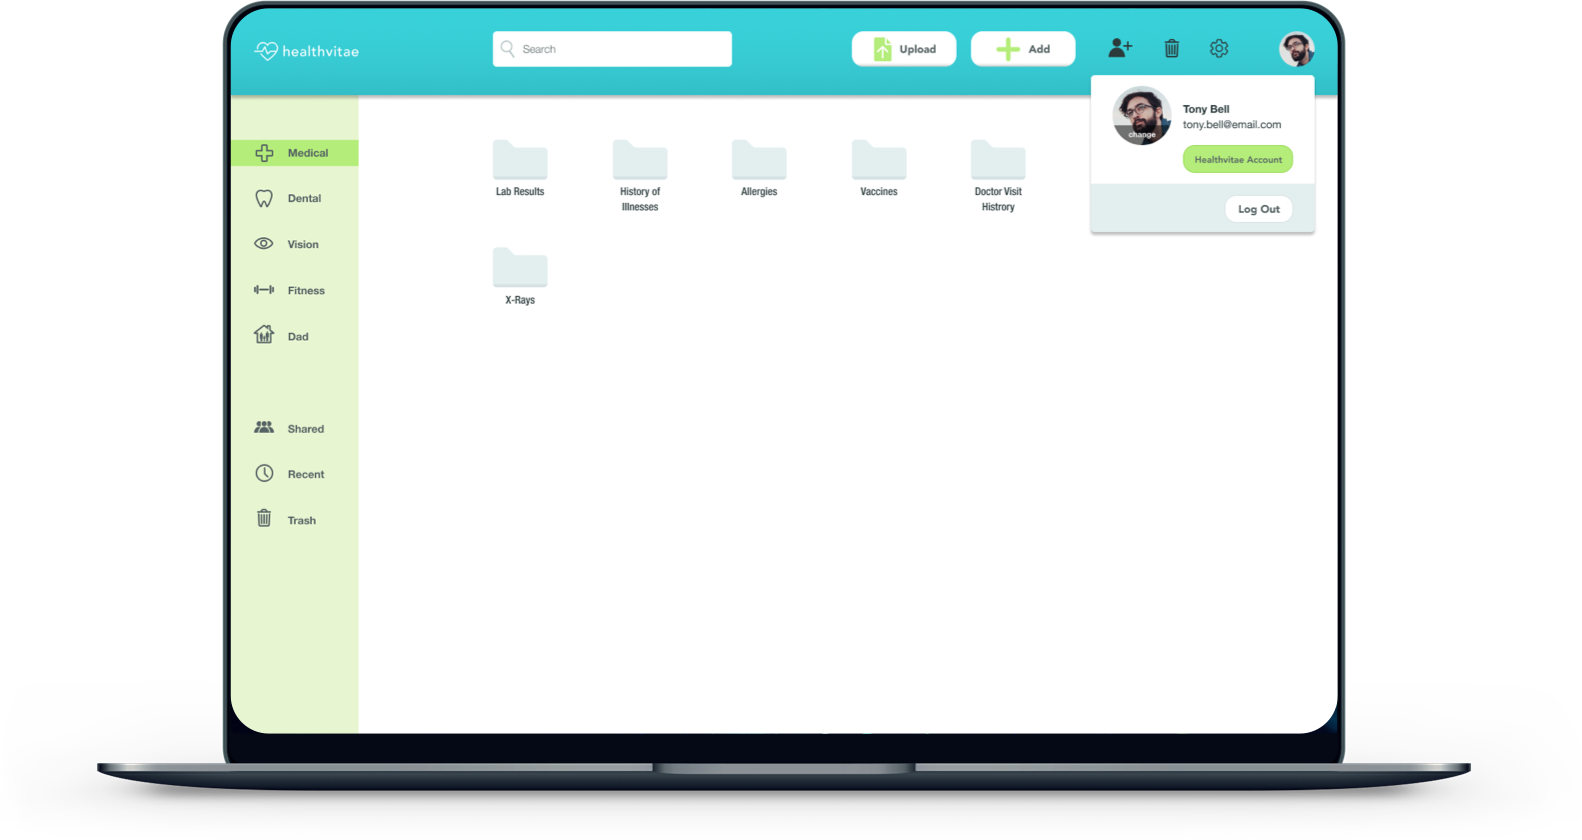 healthvitae
Search
Upload
Add
Tony Bell
tony.bell@email.com
change
Healthvitae Account
Log Out
Medical
Dental
Vision
Fitness
Dad
Shared
Recent
Trash
Lab Results
History of
Illnesses
Allergies
Vaccines
Doctor Visit
Histrory
X-Rays